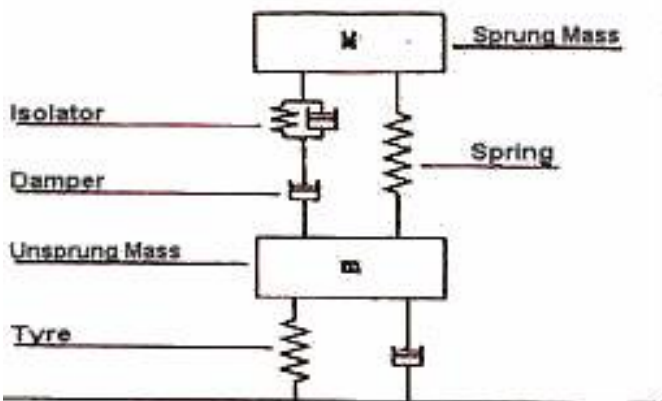 M
Sprung Mass
Isolator
Spring
Damper
Unsprung Mass
m
Tyre